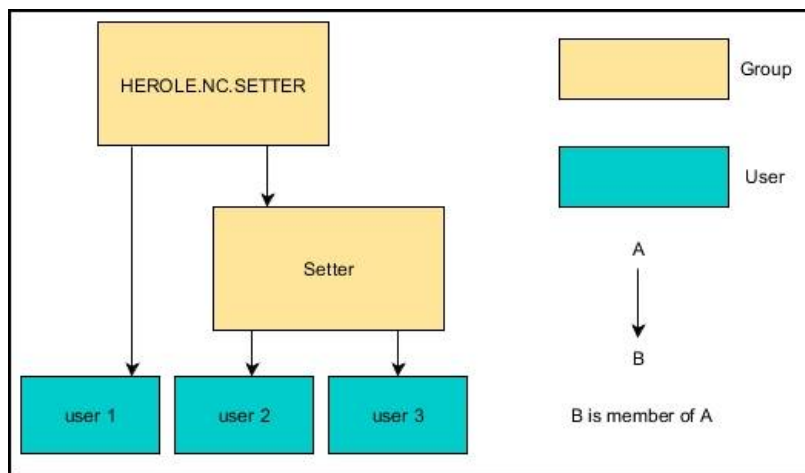 HEROLE.NC.SETTER
Setter
user 1
user 2
user 3
Group
User
A
B
B is member of A